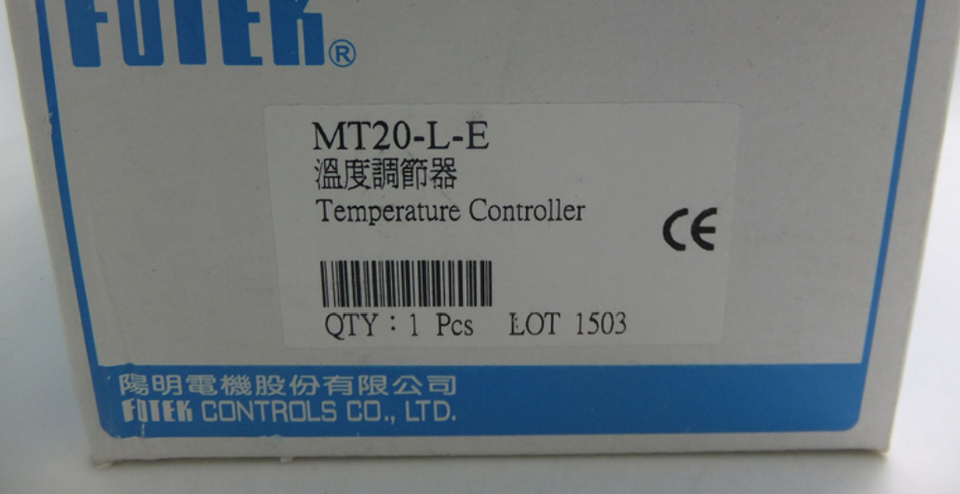 FOTEK®
MT20-L-E
溫度調節器
Temperature Controller
CE
QTY : 1 Pcs LOT 1503
陽明電機股份有限公司
FOTEK CONTROLS CO., LTD.